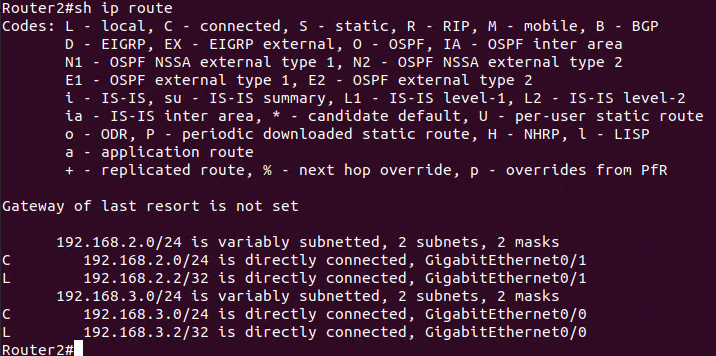 Router2#sh ip route
Codes: L - local, C - connected, S - static, R - RIP, M - mobile, B - BGP
       D - EIGRP, EX - EIGRP external, O - OSPF, IA - OSPF inter area
       N1 - OSPF NSSA external type 1, N2 - OSPF NSSA external type 2
       E1 - OSPF external type 1, E2 - OSPF external type 2
       i - IS-IS, su - IS-IS summary, L1 - IS-IS level-1, L2 - IS-IS level-2
       ia - IS-IS inter area, * - candidate default, U - per-user static route
       o - ODR, P - periodic downloaded static route, H - NHRP, l - LISP
       a - application route
       + - replicated route, % - next hop override, p - overrides from PfR
Gateway of last resort is not set
      192.168.2.0/24 is variably subnetted, 2 subnets, 2 masks
C        192.168.2.0/24 is directly connected, GigabitEthernet0/1
L        192.168.2.2/32 is directly connected, GigabitEthernet0/1
      192.168.3.0/24 is variably subnetted, 2 subnets, 2 masks
C        192.168.3.0/24 is directly connected, GigabitEthernet0/0
L        192.168.3.2/32 is directly connected, GigabitEthernet0/0
Router2#